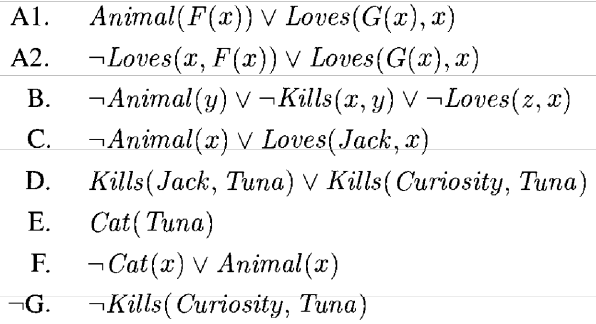 A1. Animal(F(x)) ∨ Loves(G(x), x)
A2. ¬Loves(x, F(x)) ∨ Loves(G(x), x)
B. ¬Animal(y) ∨ ¬Kills(x, y) ∨ ¬Loves(z, x)
C. ¬Animal(x) ∨ Loves(Jack, x)
D. Kills(Jack, Tuna) ∨ Kills(Curiosity, Tuna)
E. Cat(Tuna)
F. ¬Cat(x) ∨ Animal(x)
¬G. ¬Kills(Curiosity, Tuna)